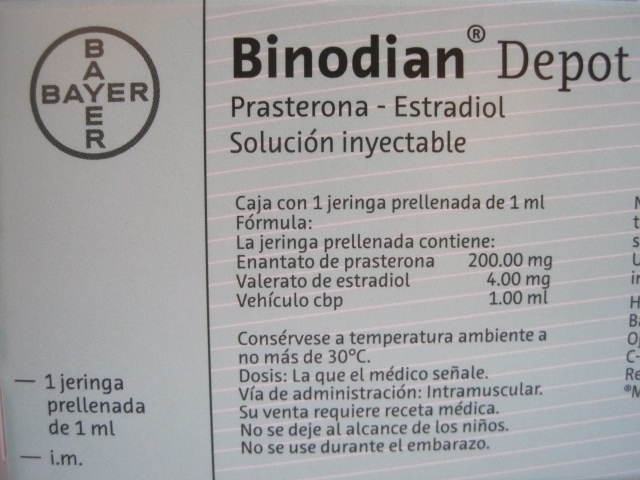 BAYER
BAYER
Binodian® Depot
Prasterona - Estradiol
Solución inyectable
Caja con 1 jeringa prellenada de 1 ml
Fórmula:
La jeringa prellenada contiene:
Enantato de prasterona 200.00 mg
Valerato de estradiol 4.00 mg
Vehículo cbp 1.00 ml
Consérvese a temperatura ambiente a
no más de 30°C.
Dosis: La que el médico señale.
Vía de administración: Intramuscular.
Su venta requiere receta médica.
No se deje al alcance de los niños.
No se use durante el embarazo.
— 1 jeringa
prellenada
de 1 ml
— i.m.